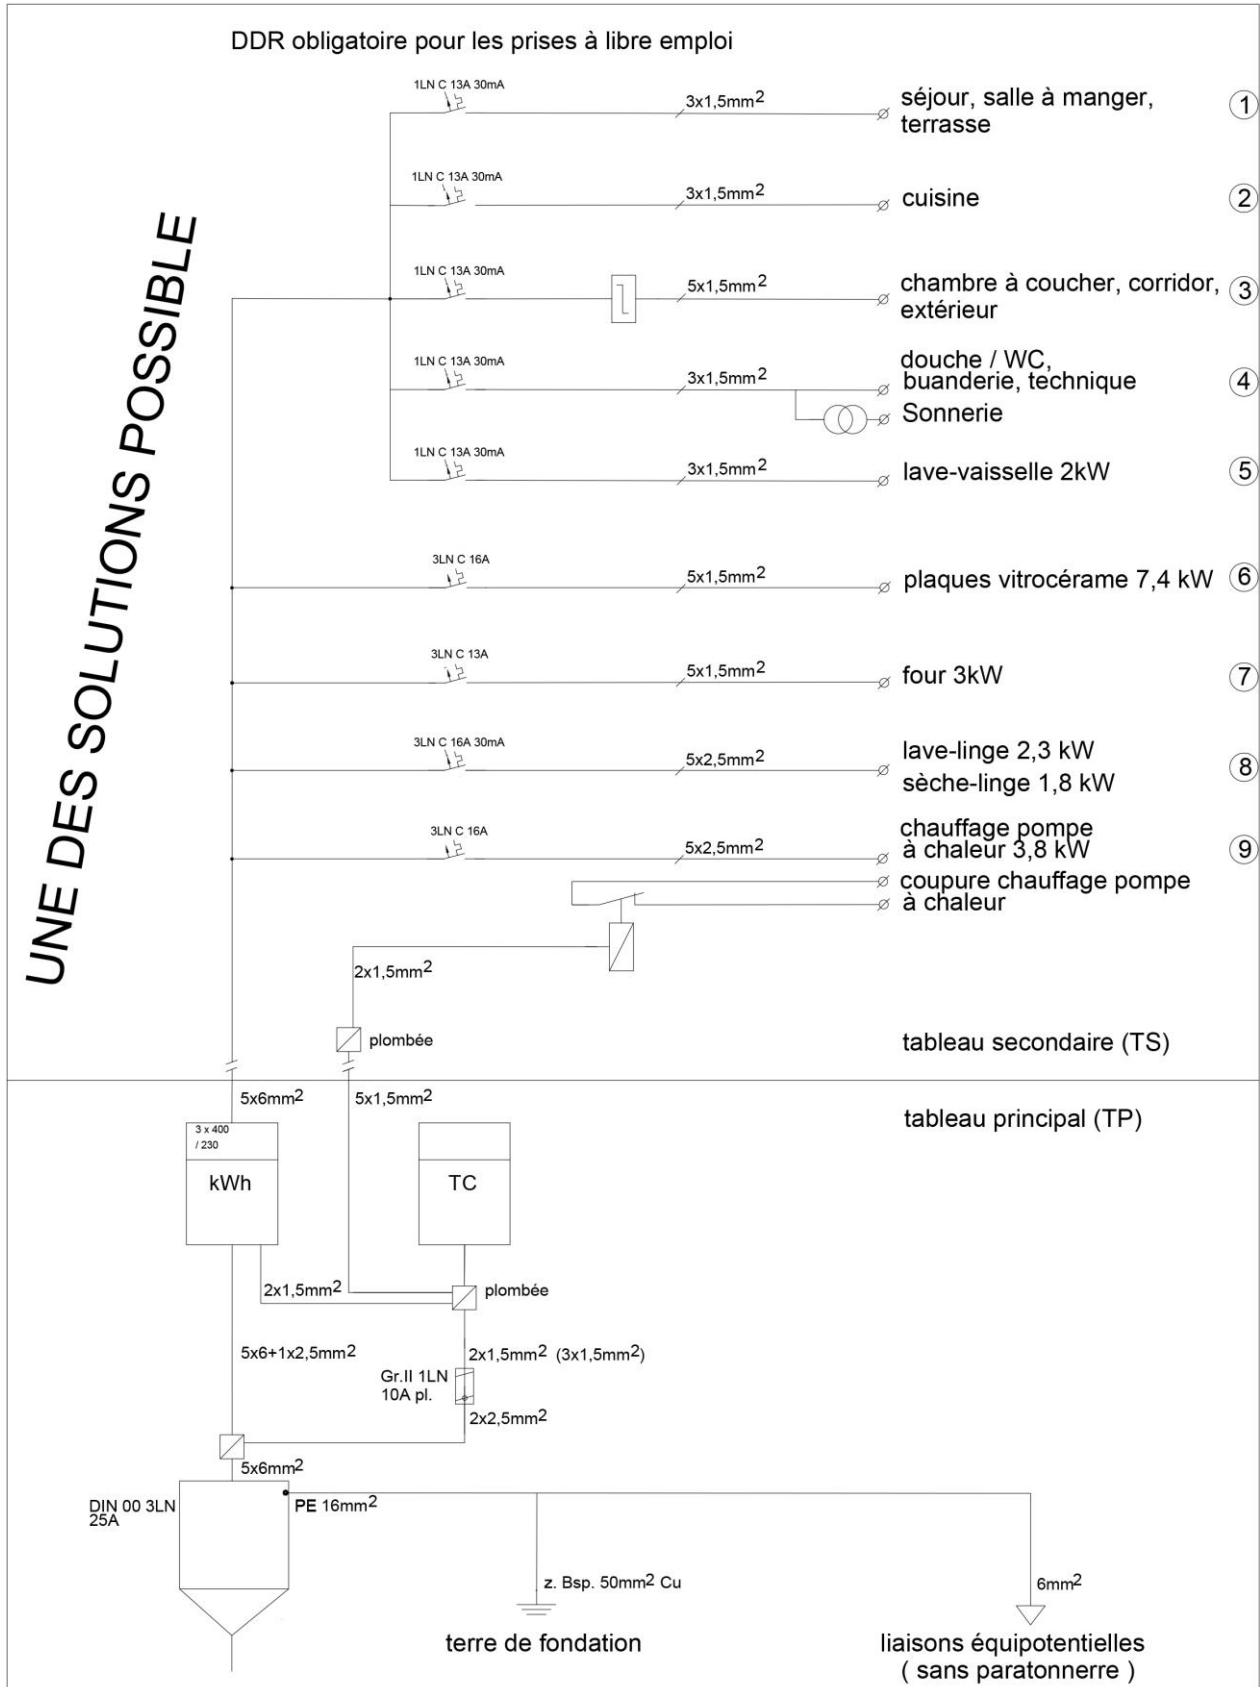 DDR obligatoire pour les prises à libre emploi
UNE DES SOLUTIONS POSSIBLE
1LN C 13A 30mA
3x1,5mm²
séjour, salle à manger,
terrasse
1
1LN C 13A 30mA
3x1,5mm²
cuisine
2
1LN C 13A 30mA
5x1,5mm²
chambre à coucher, corridor,
extérieur
3
1LN C 13A 30mA
3x1,5mm²
douche / WC,
buanderie, technique
4
Sonnerie
1LN C 13A 30mA
3x1,5mm²
lave-vaisselle 2kW
5
3LN C 16A
5x1,5mm²
plaques vitrocérame 7,4 kW
6
3LN C 13A
5x1,5mm²
four 3kW
7
3LN C 16A 30mA
5x2,5mm²
lave-linge 2,3 kW
sèche-linge 1,8 kW
8
3LN C 16A
5x2,5mm²
chauffage pompe
à chaleur 3,8 kW
9
coupure chauffage pompe
à chaleur
2x1,5mm²
plombée
tableau secondaire (TS)
5x6mm²
5x1,5mm²
tableau principal (TP)
3 x 400
/ 230
kWh
TC
2x1,5mm²
plombée
5x6+1x2,5mm²
2x1,5mm² (3x1,5mm²)
Gr.II 1LN
10A pl.
2x2,5mm²
5x6mm²
DIN 00 3LN
25A
PE 16mm²
z. Bsp. 50mm² Cu
6mm²
terre de fondation
liaisons équipotentielles
( sans paratonnerre )